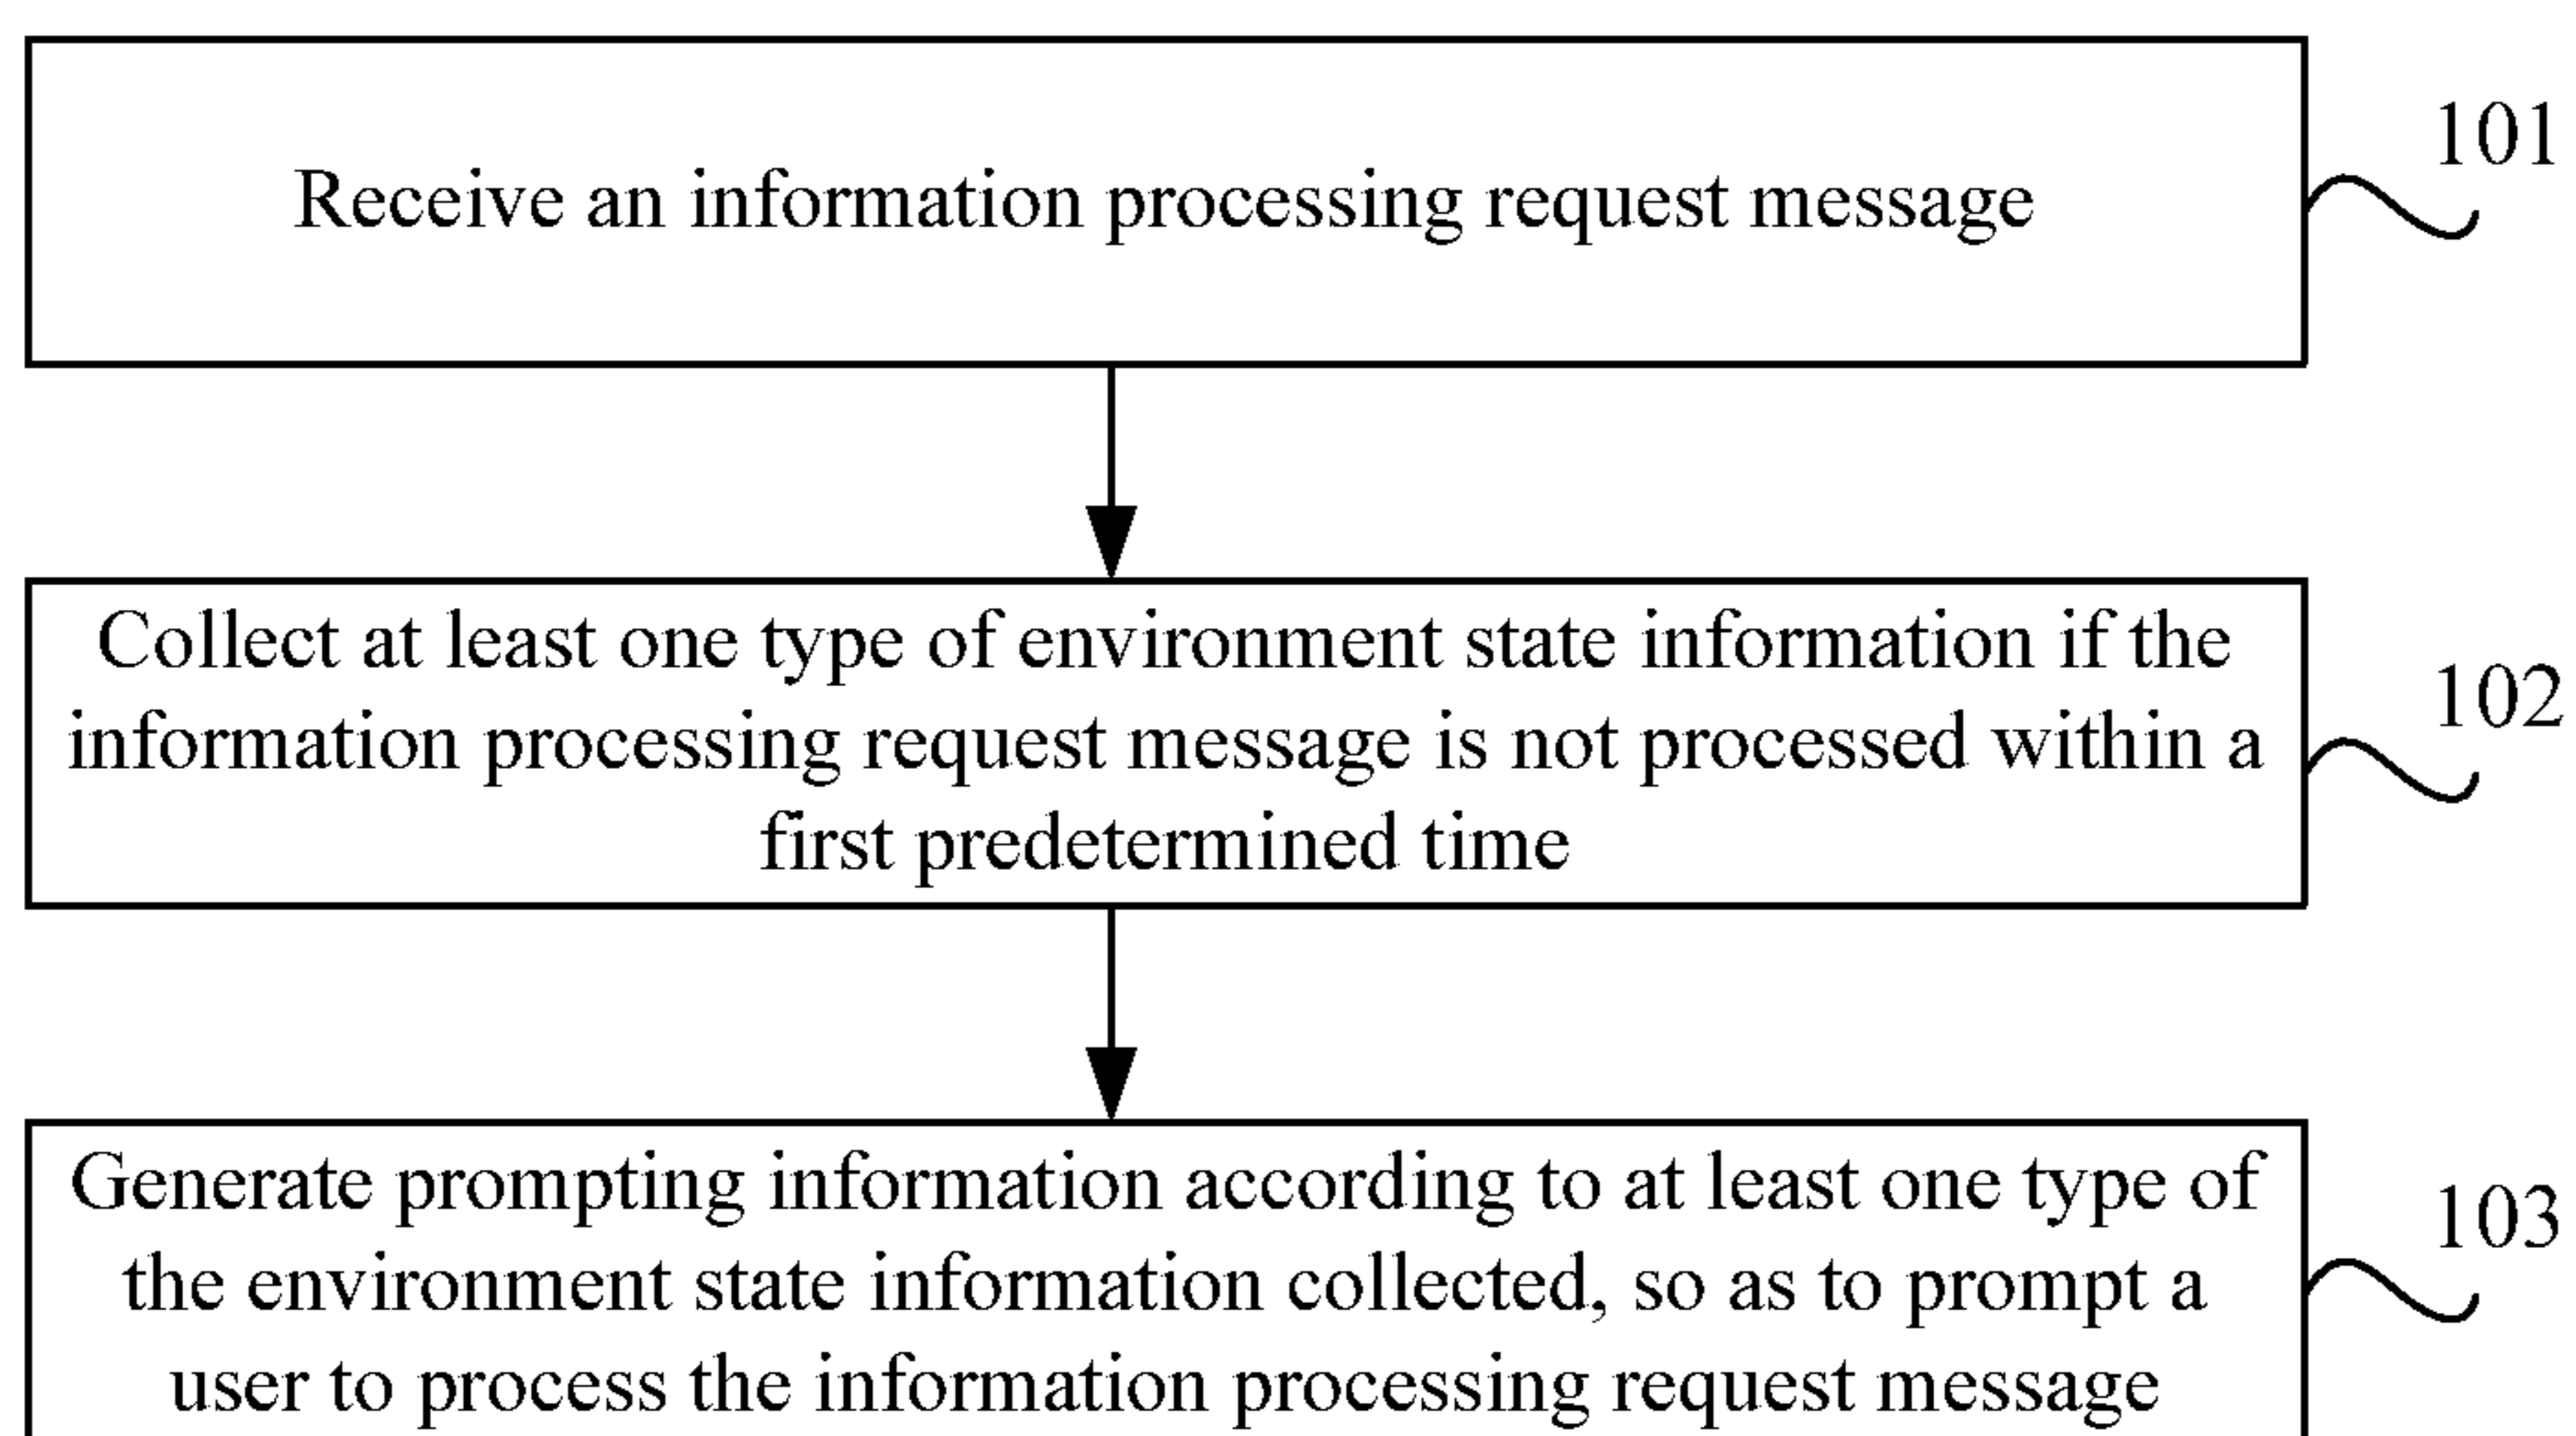 Receive an information processing request message
101
Collect at least one type of environment state information if the
information processing request message is not processed within a
first predetermined time
102
Generate prompting information according to at least one type of
the environment state information collected, so as to prompt a
user to process the information processing request message
103